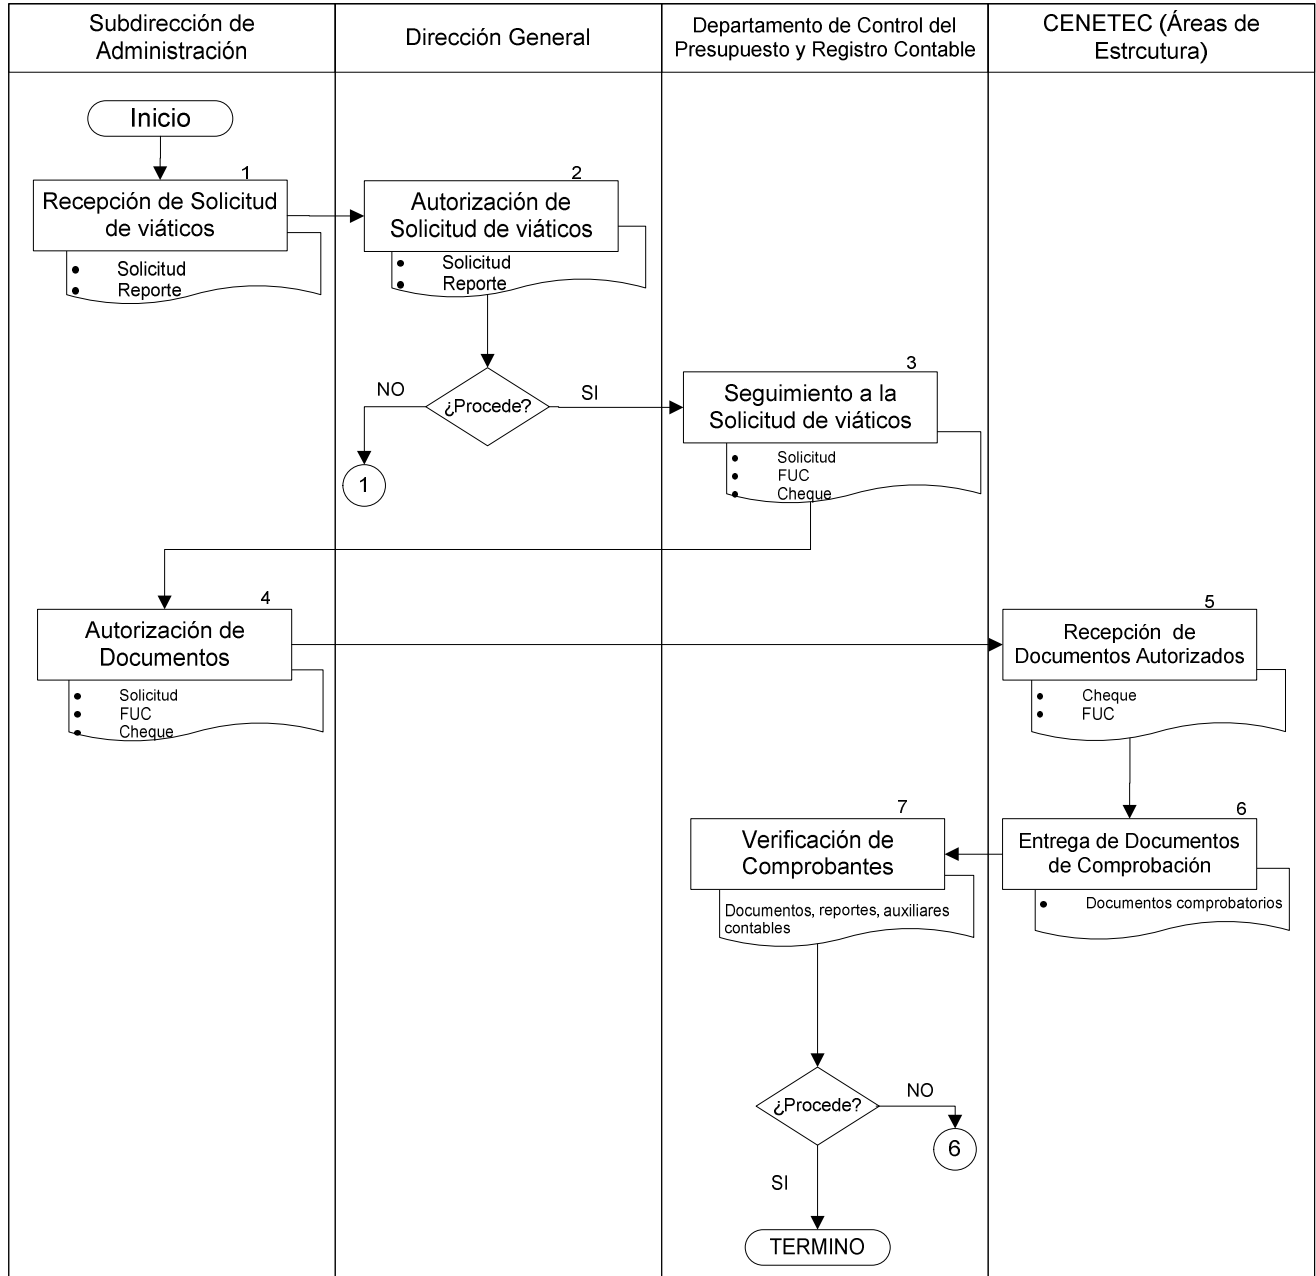 Subdirección de
Administración
Dirección General
Departamento de Control del
Presupuesto y Registro Contable
CENETEC (Áreas de
Estrcutura)
Inicio
1
Recepción de Solicitud
de viáticos
• Solicitud
• Reporte
2
Autorización de
Solicitud de viáticos
• Solicitud
• Reporte
¿Procede?
NO
SI
1
3
Seguimiento a la
Solicitud de viáticos
• Solicitud
• FUC
• Cheque
4
Autorización de
Documentos
• Solicitud
• FUC
• Cheque
5
Recepción de
Documentos Autorizados
• Cheque
• FUC
6
Entrega de Documentos
de Comprobación
• Documentos comprobatorios
7
Verificación de
Comprobantes
Documentos, reportes, auxiliares
contables
¿Procede?
NO
6
SI
TERMINO